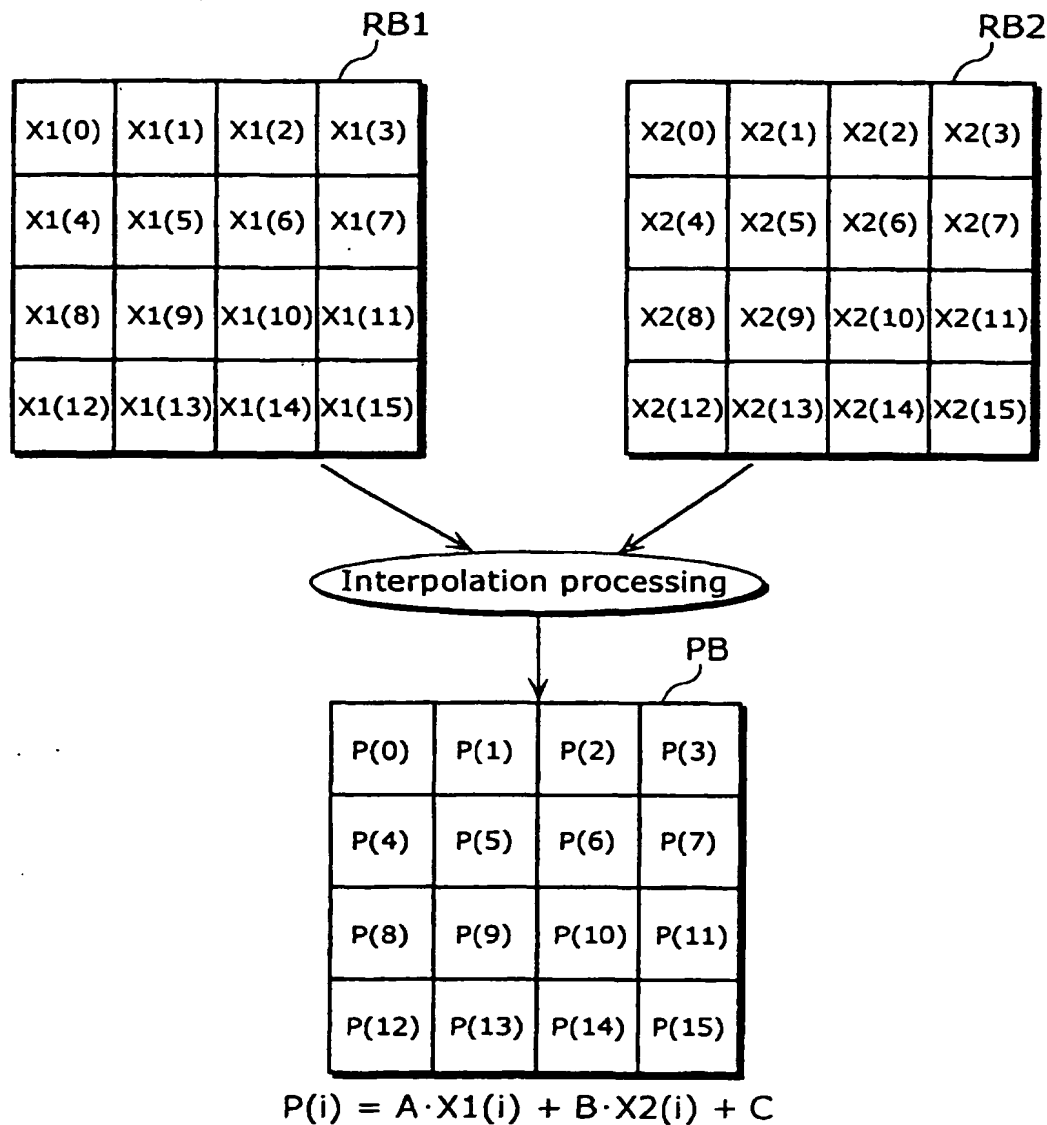 RB1
X1(0) X1(1) X1(2) X1(3)
X1(4) X1(5) X1(6) X1(7)
X1(8) X1(9) X1(10) X1(11)
X1(12) X1(13) X1(14) X1(15)
RB2
X2(0) X2(1) X2(2) X2(3)
X2(4) X2(5) X2(6) X2(7)
X2(8) X2(9) X2(10) X2(11)
X2(12) X2(13) X2(14) X2(15)
Interpolation processing
PB
P(0) P(1) P(2) P(3)
P(4) P(5) P(6) P(7)
P(8) P(9) P(10) P(11)
P(12) P(13) P(14) P(15)
P(i) = A·X1(i) + B·X2(i) + C